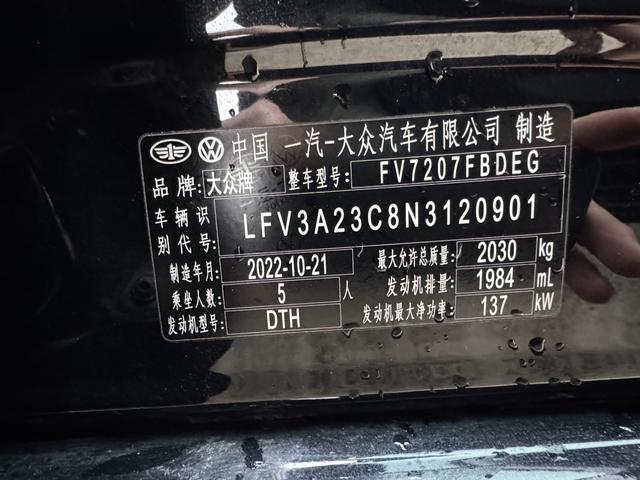 中国 一汽-大众汽车有限公司 制造
品牌: 大众牌 整车型号: FV7207FBDEG
车辆识别代号: LFV3A23C8N3120901
制造年月: 2022-10-21 最大允许总质量: 2030 kg
乘坐人数: 5 人 发动机排量: 1984 mL
发动机型号: DTH 发动机最大净功率: 137 kW